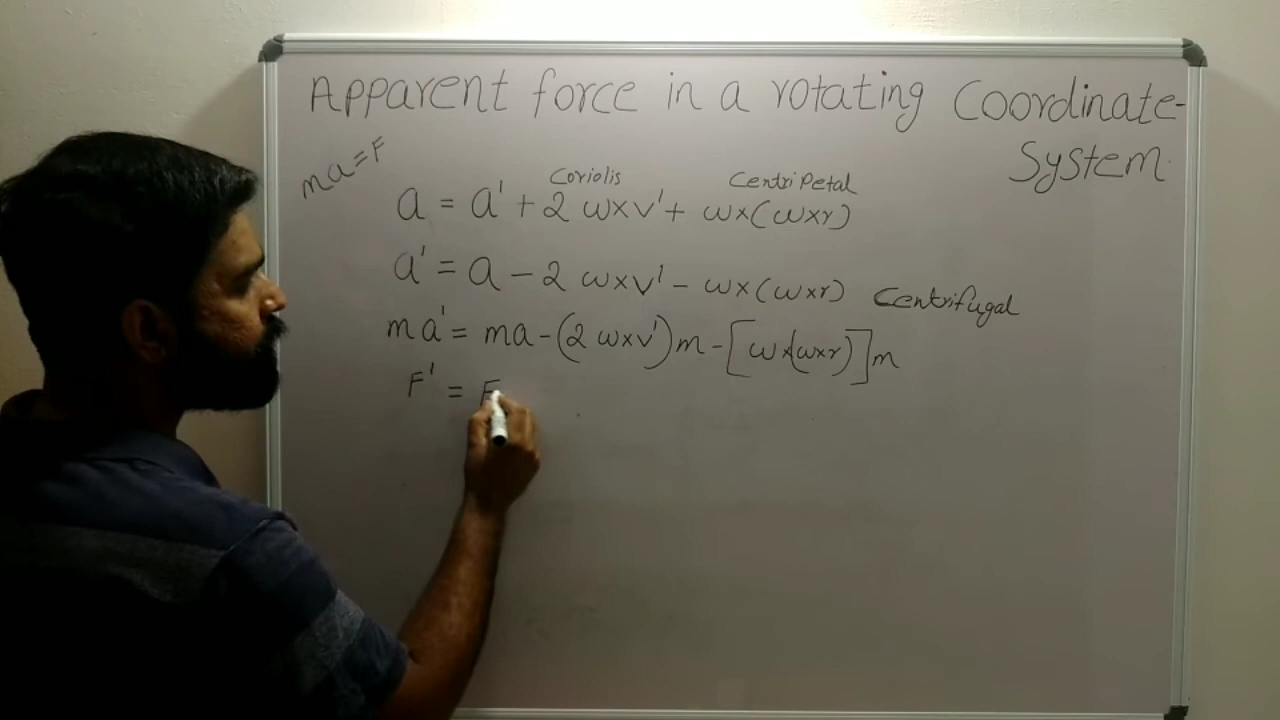 Apparent force in a rotating Coordinate-
System
ma=F
Coriolis Centripetal
a = a' + 2 ω×v' + ω×(ω×r)
a' = a - 2 ω×v' - ω×(ω×r) Centrifugal
ma' = ma - (2 ω×v')m - [ω×(ω×r)]m
F' = F